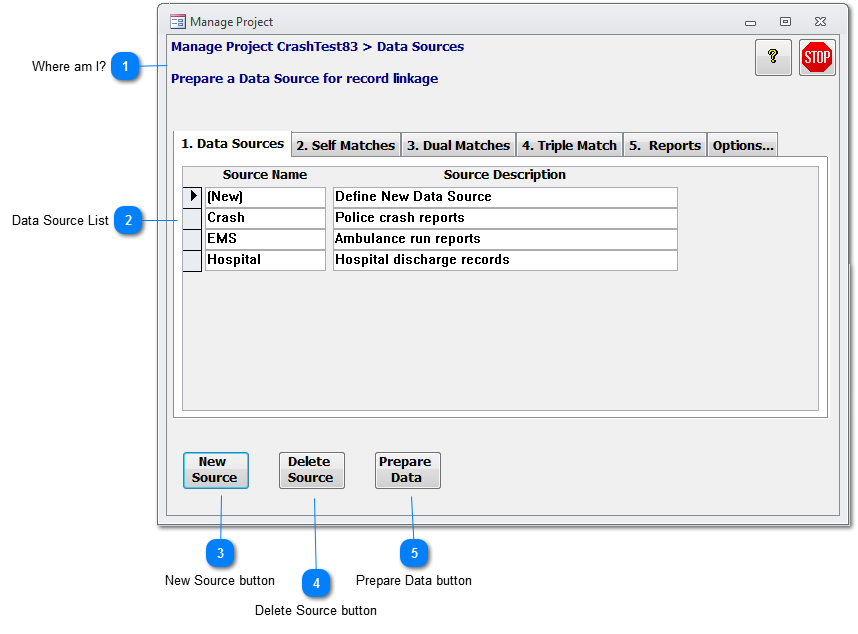 Manage Project
Manage Project CrashTest83 > Data Sources
?
STOP
Where am I?
1
Prepare a Data Source for record linkage
1. Data Sources
2. Self Matches
3. Dual Matches
4. Triple Match
5. Reports
Options...
Source Name
Source Description
(New)
Define New Data Source
Data Source List
2
Crash
Police crash reports
EMS
Ambulance run reports
Hospital
Hospital discharge records
New
Source
Delete
Source
Prepare
Data
3
New Source button
4
Delete Source button
5
Prepare Data button